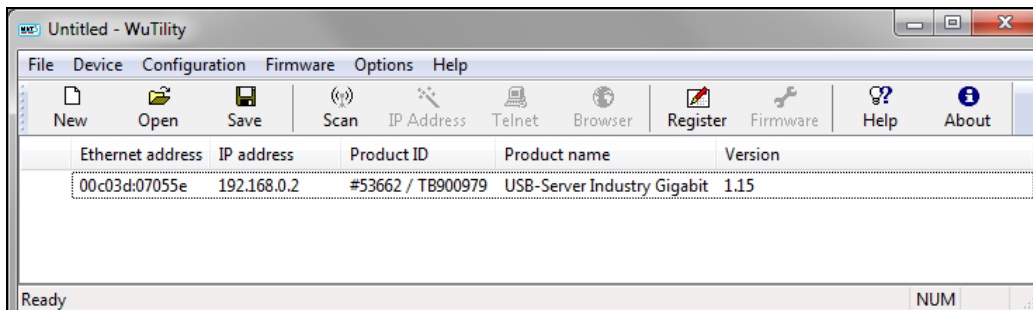 Untitled - WuTility
File Device Configuration Firmware Options Help
New Open Save Scan IP Address Telnet Browser Register Firmware Help About
Ethernet address IP address Product ID Product name Version
00c03d:07055e 192.168.0.2 #53662 / TB900979 USB-Server Industry Gigabit 1.15
Ready NUM